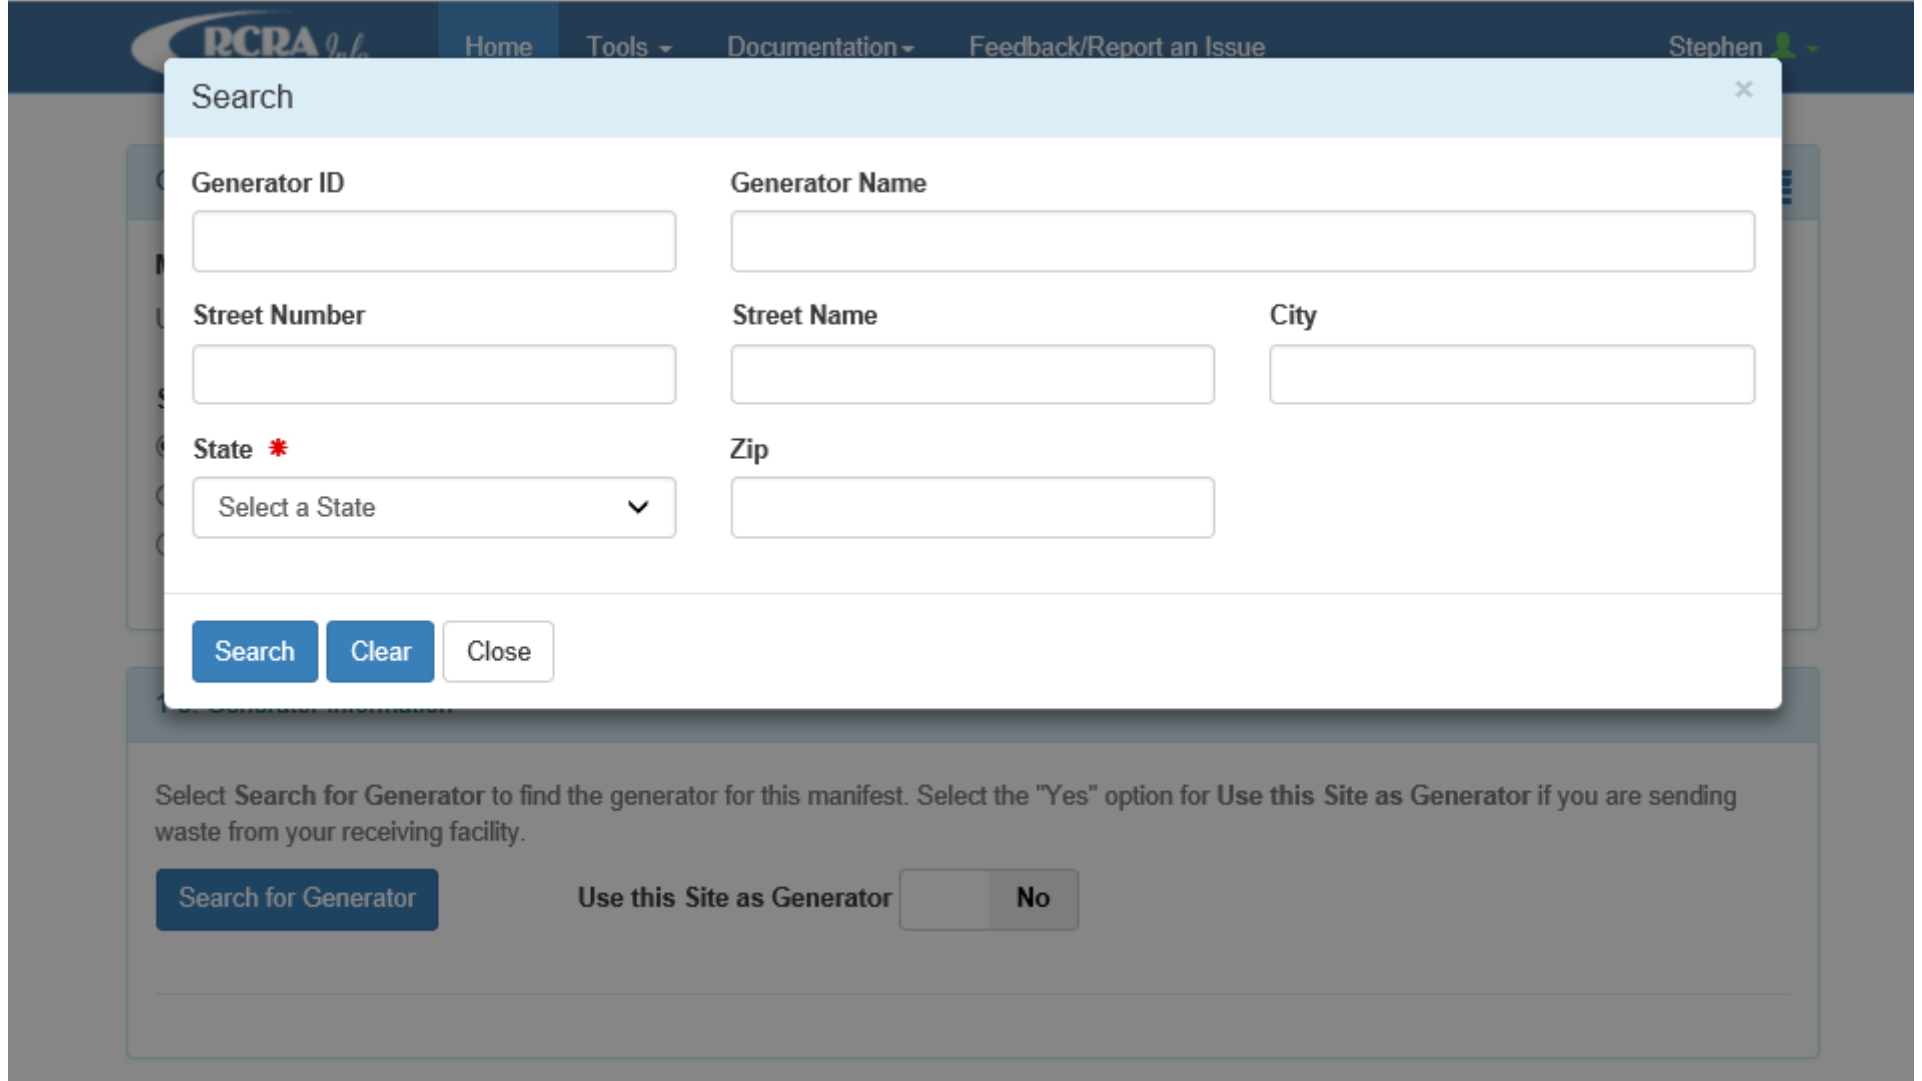 RCRA Info Home Tools Documentation Feedback/Report an Issue Stephen
Search ×
Generator ID Generator Name
Street Number Street Name City
State * Zip
Select a State
Search Clear Close
Generator Information
Select Search for Generator to find the generator for this manifest. Select the "Yes" option for Use this Site as Generator if you are sending
waste from your receiving facility.
Search for Generator Use this Site as Generator No